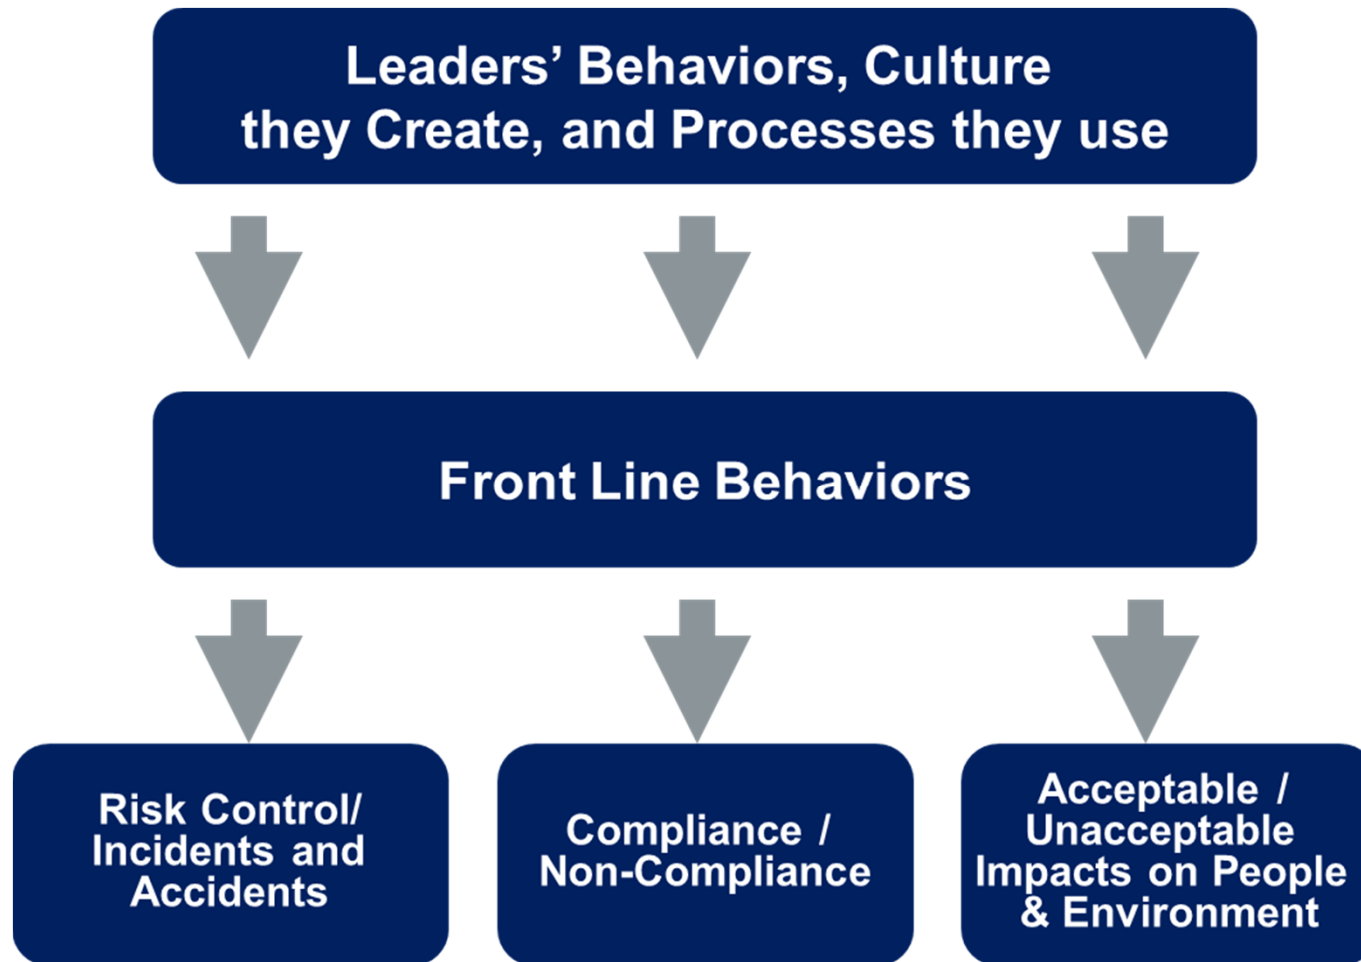 Leaders’ Behaviors, Culture
they Create, and Processes they use
Front Line Behaviors
Risk Control/
Incidents and
Accidents
Compliance /
Non-Compliance
Acceptable /
Unacceptable
Impacts on People
& Environment